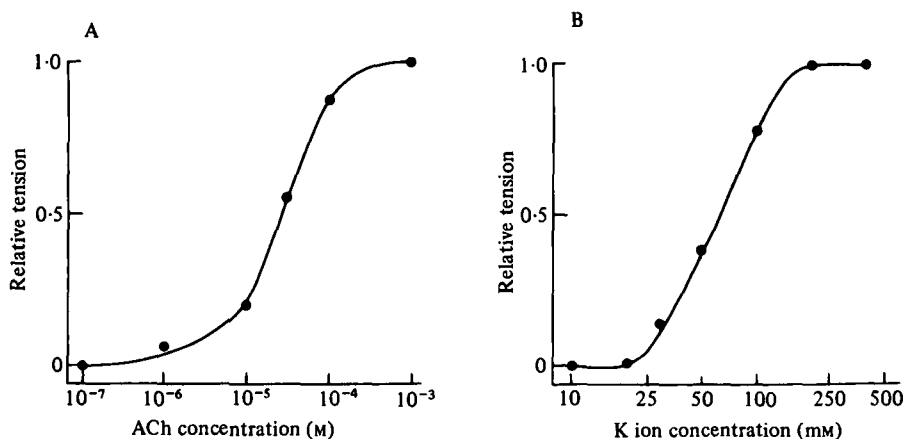 A
1·0
0·5
0
Relative tension
10⁻⁷ 10⁻⁶ 10⁻⁵ 10⁻⁴ 10⁻³
ACh concentration (M)
B
1·0
0·5
0
Relative tension
10 25 50 100 250 500
K ion concentration (mM)